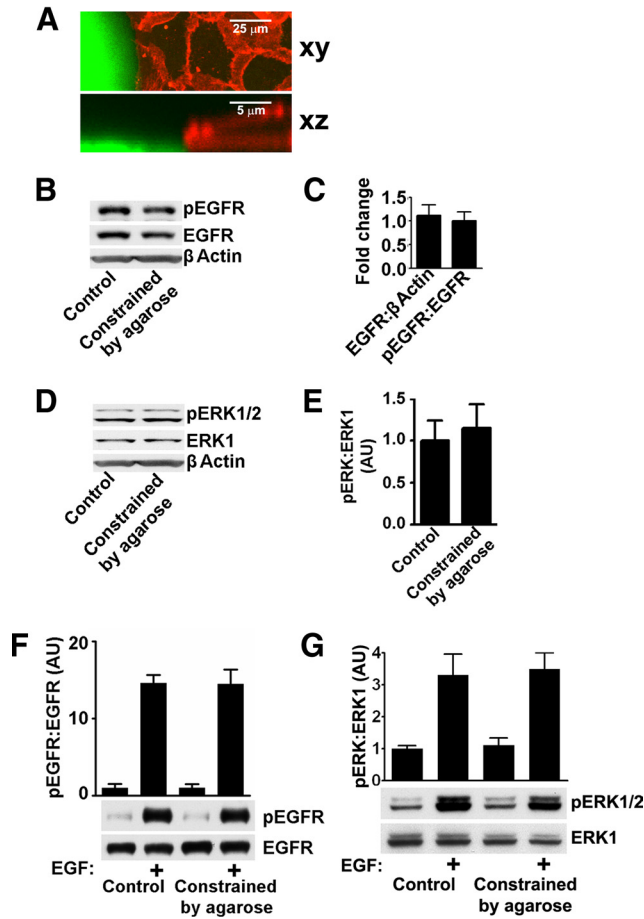 A
25 µm
xy
5 µm
xz
B
pEGFR
EGFR
β Actin
Control
Constrained
by agarose
C
Fold change
1.5
1.0
0.5
0.0
EGFR:β Actin
pEGFR:EGFR
D
pERK1/2
ERK1
β Actin
Control
Constrained
by agarose
E
pERK:ERK1
(AU)
1.5
1.0
0.5
0.0
Control
Constrained
by agarose
F
pEGFR:EGFR (AU)
20
15
0
pEGFR
EGFR
EGF: + +
Control Constrained
by agarose
G
pERK:ERK1 (AU)
4
3
2
1
0
pERK1/2
ERK1
EGF: + +
Control Constrained
by agarose